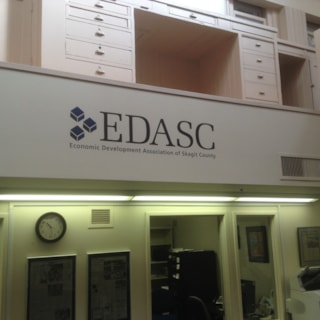 EDASC
Economic Development Association of Skagit County